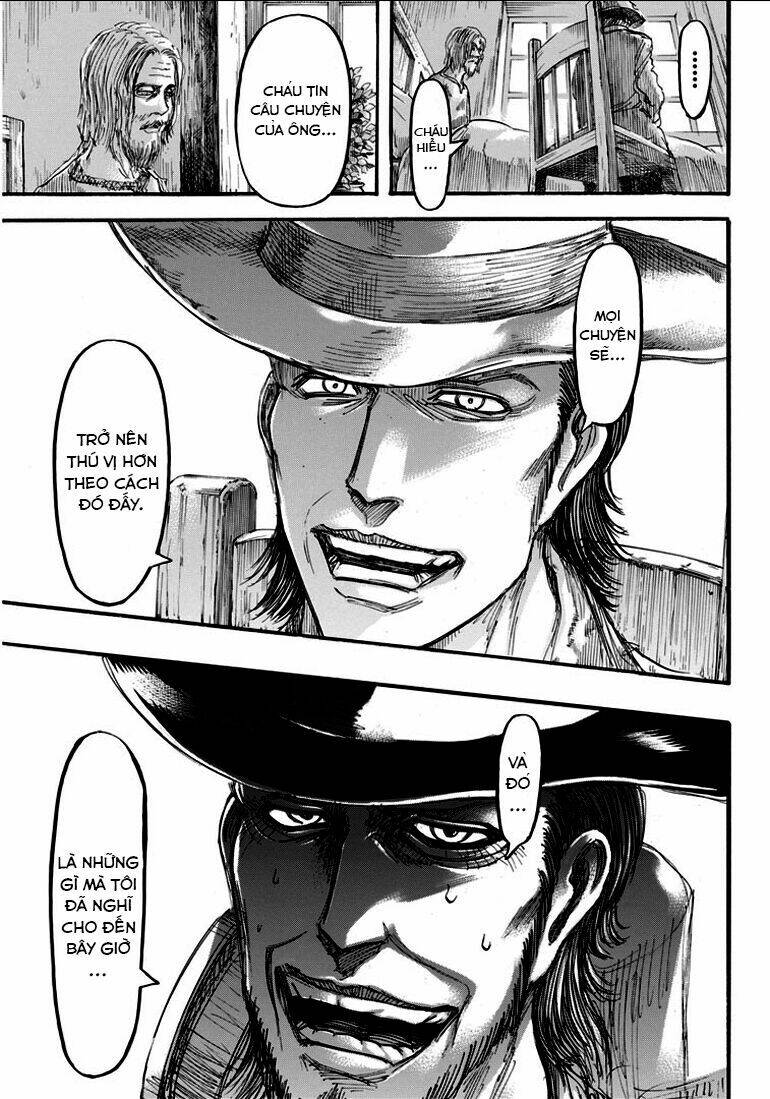 ......
CHÁU
HIỂU
...
CHÁU TIN
CÂU CHUYỆN
CỦA ÔNG...
MỌI
CHUYỆN
SẼ...
TRỞ NÊN
THÚ VỊ HƠN
THEO CÁCH
ĐÓ ĐẤY.
VÀ
ĐÓ
...
LÀ NHỮNG
GÌ MÀ TÔI
ĐÃ NGHĨ
CHO ĐẾN
BÂY GIỜ
...